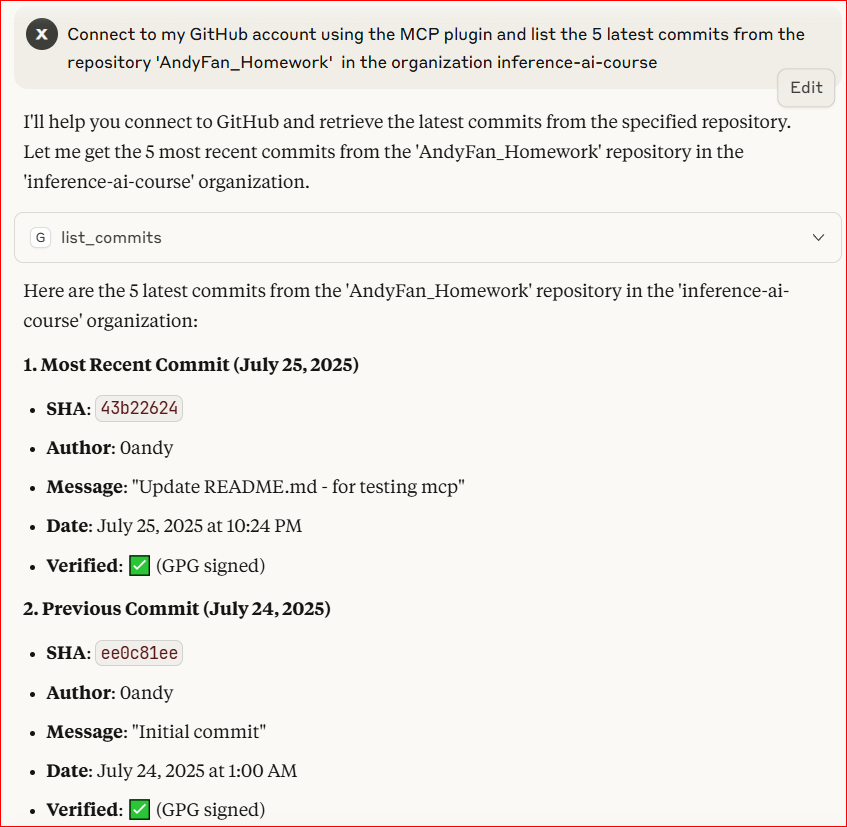 X
Connect to my GitHub account using the MCP plugin and list the 5 latest commits from the
repository 'AndyFan_Homework'  in the organization inference-ai-course
Edit
I'll help you connect to GitHub and retrieve the latest commits from the specified repository.
Let me get the 5 most recent commits from the 'AndyFan_Homework' repository in the
'inference-ai-course' organization.
G list_commits
Here are the 5 latest commits from the 'AndyFan_Homework' repository in the 'inference-ai-
course' organization:
1. Most Recent Commit (July 25, 2025)
• SHA: 43b22624
• Author: 0andy
• Message: "Update README.md - for testing mcp"
• Date: July 25, 2025 at 10:24 PM
• Verified: ✅ (GPG signed)
2. Previous Commit (July 24, 2025)
• SHA: ee0c81ee
• Author: 0andy
• Message: "Initial commit"
• Date: July 24, 2025 at 1:00 AM
• Verified: ✅ (GPG signed)